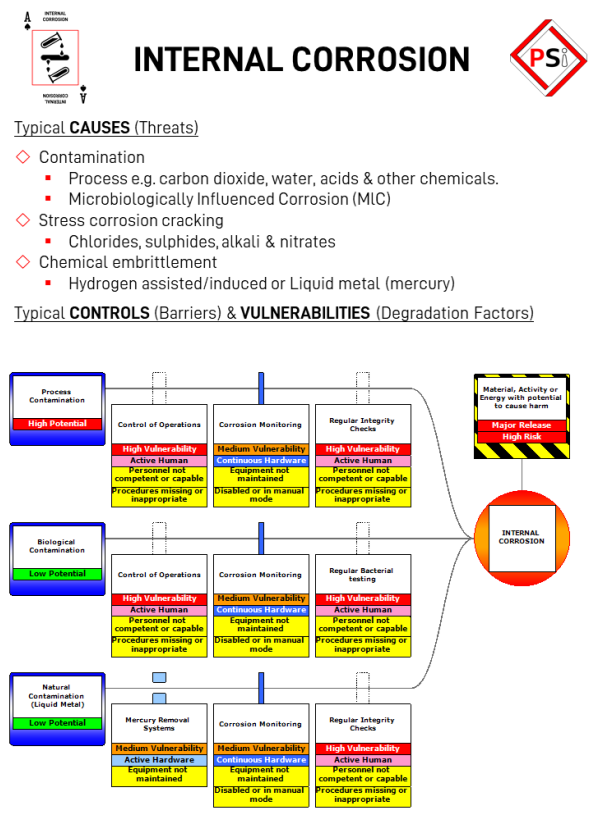 A
INTERNAL
CORROSION
INTERNAL
CORROSION
A
INTERNAL CORROSION
PSi
Typical CAUSES (Threats)
Contamination
Process e.g. carbon dioxide, water, acids & other chemicals.
Microbiologically Influenced Corrosion (MIC)
Stress corrosion cracking
Chlorides, sulphides, alkali & nitrates
Chemical embrittlement
Hydrogen assisted/induced or Liquid metal (mercury)
Typical CONTROLS (Barriers) & VULNERABILITIES (Degradation Factors)
Process
Contamination
High Potential
Control of Operations
High Vulnerability
Active Human
Personnel not
competent or capable
Procedures missing or
inappropriate
Corrosion Monitoring
Medium Vulnerability
Continuous Hardware
Equipment not
maintained
Disabled or in manual
mode
Regular Integrity
Checks
High Vulnerability
Active Human
Personnel not
competent or capable
Procedures missing or
inappropriate
Material, Activity or
Energy with potential
to cause harm
Major Release
High Risk
INTERNAL
CORROSION
Biological
Contamination
Low Potential
Control of Operations
High Vulnerability
Active Human
Personnel not
competent or capable
Procedures missing or
inappropriate
Corrosion Monitoring
Medium Vulnerability
Continuous Hardware
Equipment not
maintained
Disabled or in manual
mode
Regular Bacterial
testing
High Vulnerability
Active Human
Personnel not
competent or capable
Procedures missing or
inappropriate
Natural
Contamination
(Liquid Metal)
Low Potential
Mercury Removal
Systems
Medium Vulnerability
Active Hardware
Equipment not
maintained
Corrosion Monitoring
Medium Vulnerability
Continuous Hardware
Equipment not
maintained
Disabled or in manual
mode
Regular Integrity
Checks
High Vulnerability
Active Human
Personnel not
competent or capable
Procedures missing or
inappropriate